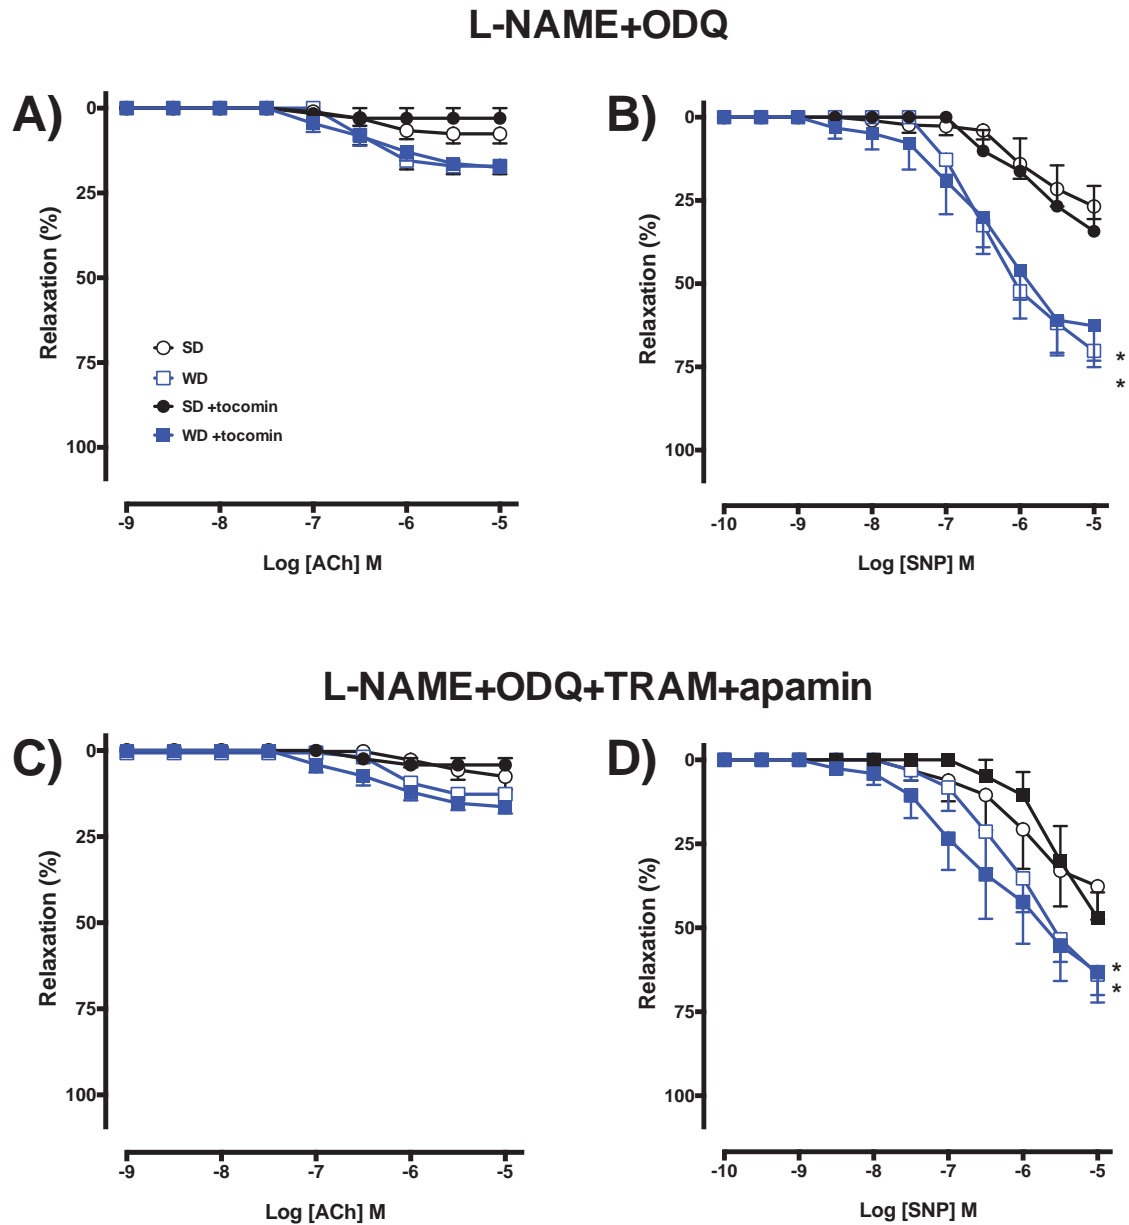 L-NAME+ODQ
A)
0
25
50
75
100
Relaxation (%)
SD
WD
SD +tocomin
WD +tocomin
-9 -8 -7 -6 -5
Log [ACh] M
B)
0
25
50
75
100
Relaxation (%)
*
*
-10 -9 -8 -7 -6 -5
Log [SNP] M
L-NAME+ODQ+TRAM+apamin
C)
0
25
50
75
100
Relaxation (%)
-9 -8 -7 -6 -5
Log [ACh] M
D)
0
25
50
75
100
Relaxation (%)
*
*
-10 -9 -8 -7 -6 -5
Log [SNP] M